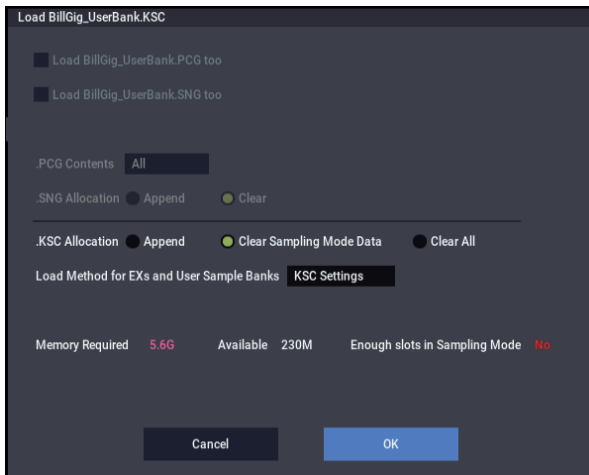 Load BillGig_UserBank.KSC
Load BillGig_UserBank.PCG too
Load BillGig_UserBank.SNG too
.PCG Contents All
.SNG Allocation Append Clear
.KSC Allocation Append Clear Sampling Mode Data Clear All
Load Method for EXs and User Sample Banks KSC Settings
Memory Required 5.6G Available 230M Enough slots in Sampling Mode No
Cancel OK